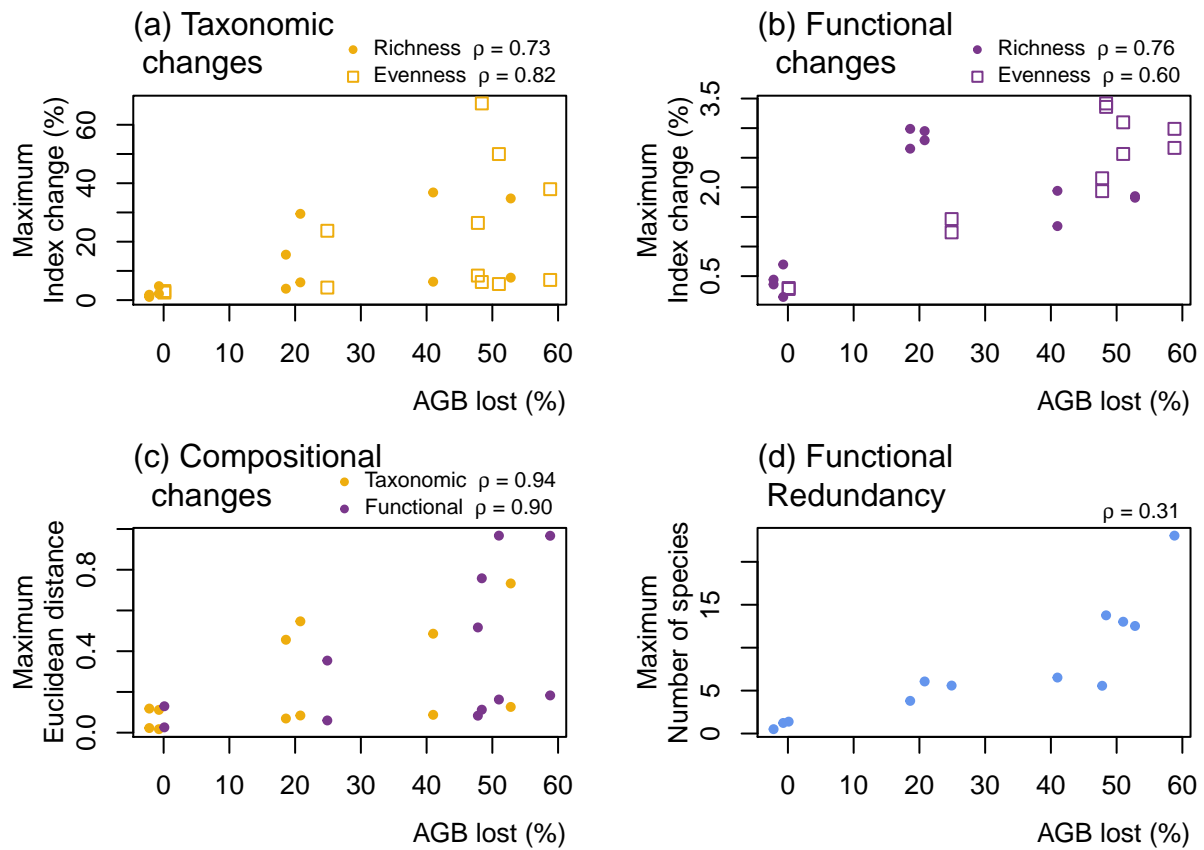 (a) Taxonomic
changes
Richness ρ = 0.73
Evenness ρ = 0.82
Maximum
Index change (%)
0 20 40 60
0 10 20 30 40 50 60
AGB lost (%)
(b) Functional
changes
Richness ρ = 0.76
Evenness ρ = 0.60
Maximum
Index change (%)
0.5 2.0 3.5
0 10 20 30 40 50 60
AGB lost (%)
(c) Compositional
changes
Taxonomic ρ = 0.94
Functional ρ = 0.90
Maximum
Euclidean distance
0.0 0.4 0.8
0 10 20 30 40 50 60
AGB lost (%)
(d) Functional
Redundancy
ρ = 0.31
Maximum
Number of species
0 5 15
0 10 20 30 40 50 60
AGB lost (%)